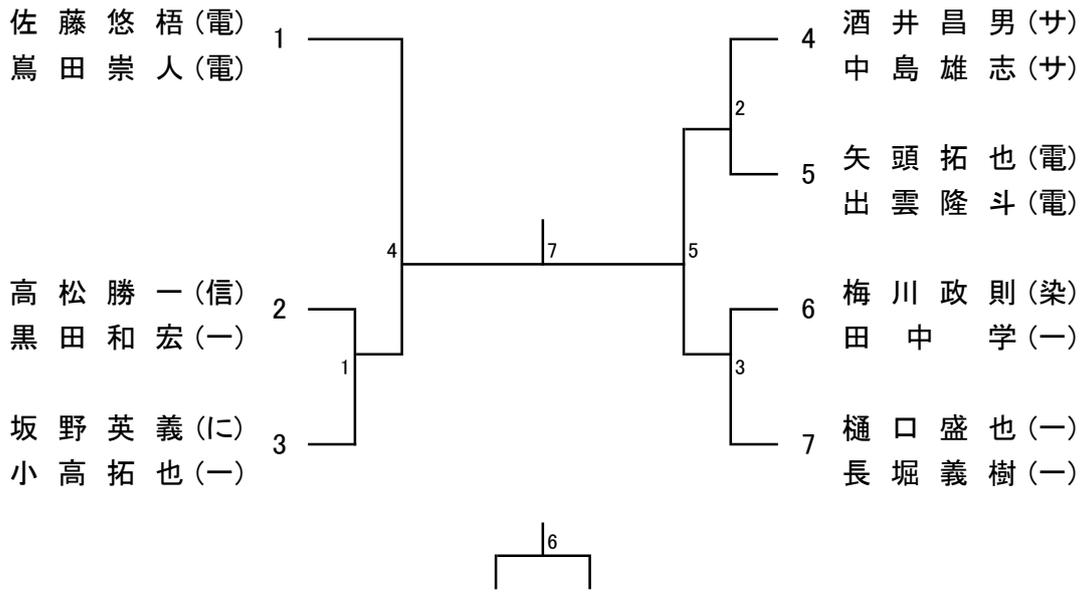 佐藤悠梧(電)
嶌田崇人(電)
1
高松勝一(信)
黒田和宏(一)
2
坂野英義(に)
小高拓也(一)
3
4
1
7
6
5
2
3
4
酒井昌男(サ)
中島雄志(サ)
5
矢頭拓也(電)
出雲隆斗(電)
6
梅川政則(染)
田中学(一)
7
樋口盛也(一)
長堀義樹(一)